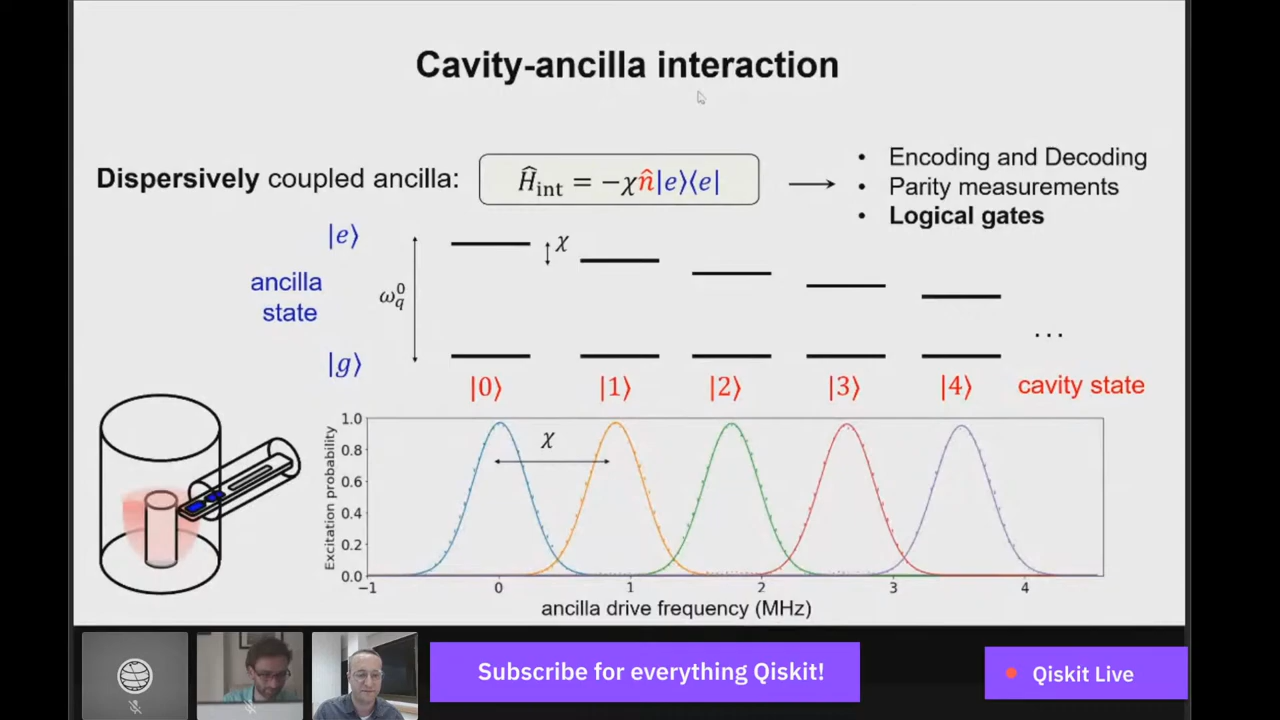 Cavity-ancilla interaction
Dispersively coupled ancilla:
Ĥint = −χn̂|e⟩⟨e|
• Encoding and Decoding
• Parity measurements
• Logical gates
|e⟩
χ
ancilla
state
ω_q^0
|g⟩
...
|0⟩ |1⟩ |2⟩ |3⟩ |4⟩ cavity state
Excitation probability
1.0
0.8
0.6
0.4
0.2
0.0
χ
−1 0 1 2 3 4
ancilla drive frequency (MHz)
Subscribe for everything Qiskit!
Qiskit Live